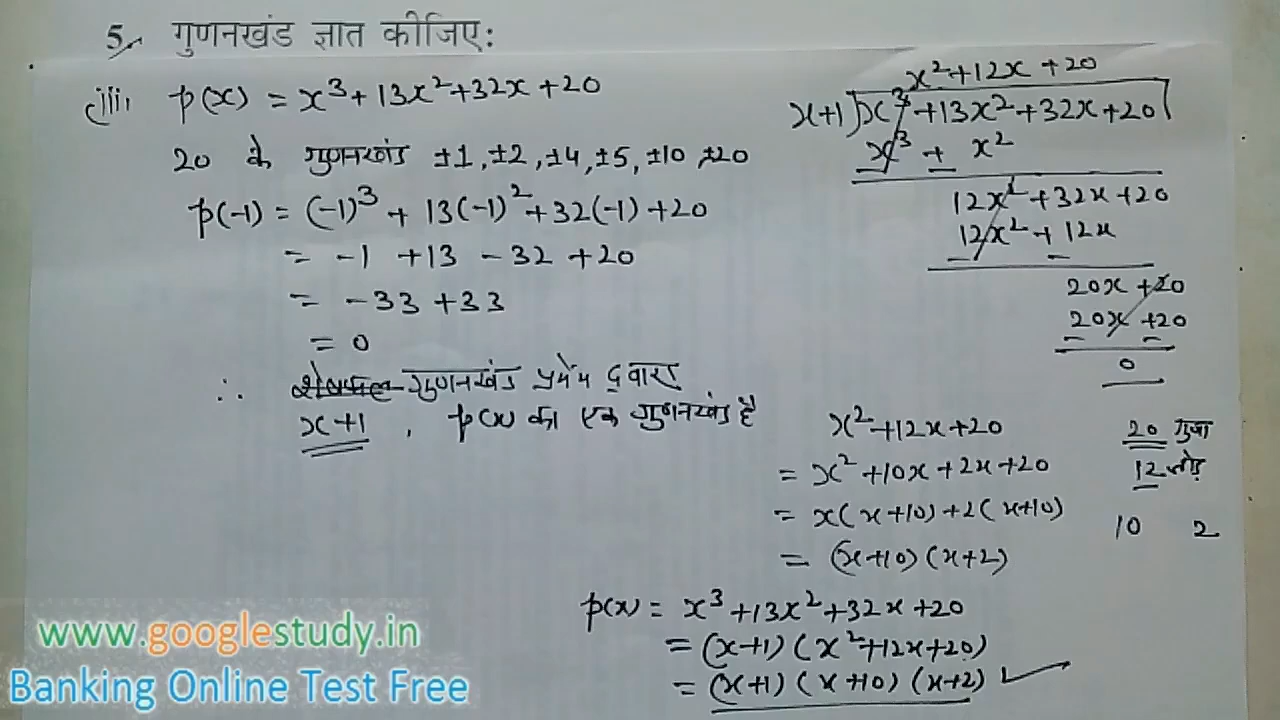 5. गुणनखंड ज्ञात कीजिए:
(iii) p(x) = x³ + 13x² + 32x + 20
20 के गुणनखंड ±1, ±2, ±4, ±5, ±10 ±20
p(-1) = (-1)³ + 13(-1)² + 32(-1) + 20
= -1 + 13 - 32 + 20
= -33 + 33
= 0
∴ गुणनखंड प्रमेय द्वारा
x+1, p(x) का एक गुणनखंड है
x² + 12x + 20
x+1) x³ + 13x² + 32x + 20
x³ + x²
- -
12x² + 32x + 20
12x² + 12x
- -
20x + 20
20x + 20
- -
0
x² + 12x + 20
= x² + 10x + 2x + 20
= x(x+10) + 2(x+10)
= (x+10)(x+2)
20 गुणा
12 जोड़
10 2
p(x) = x³ + 13x² + 32x + 20
= (x+1)(x² + 12x + 20)
= (x+1)(x+10)(x+2)
www.googlestudy.in
Banking Online Test Free